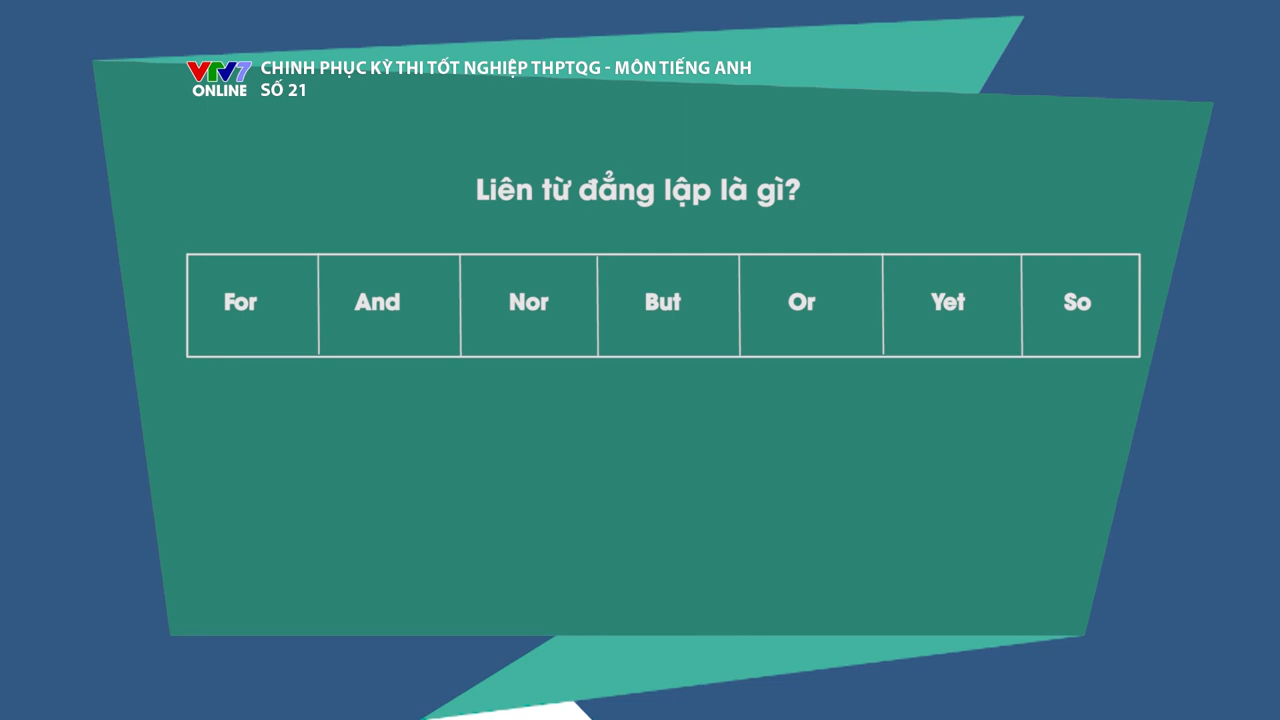 VTV7 CHINH PHỤC KỲ THI TỐT NGHIỆP THPTQG - MÔN TIẾNG ANH
ONLINE SỐ 21
Liên từ đẳng lập là gì?
For And Nor But Or Yet So